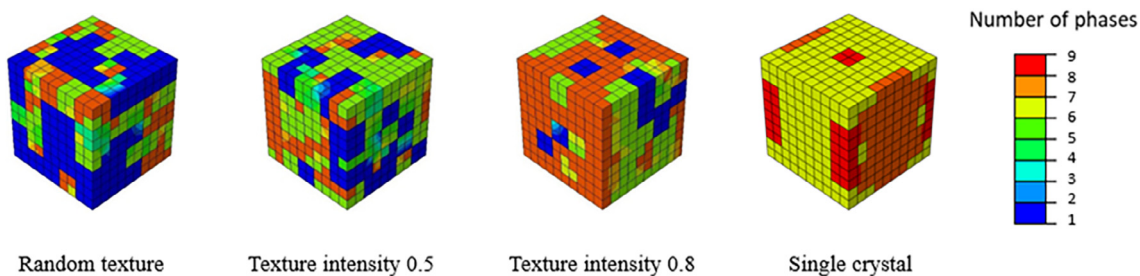 Number of phases
9
8
7
6
5
4
3
2
1
Random texture
Texture intensity 0.5
Texture intensity 0.8
Single crystal